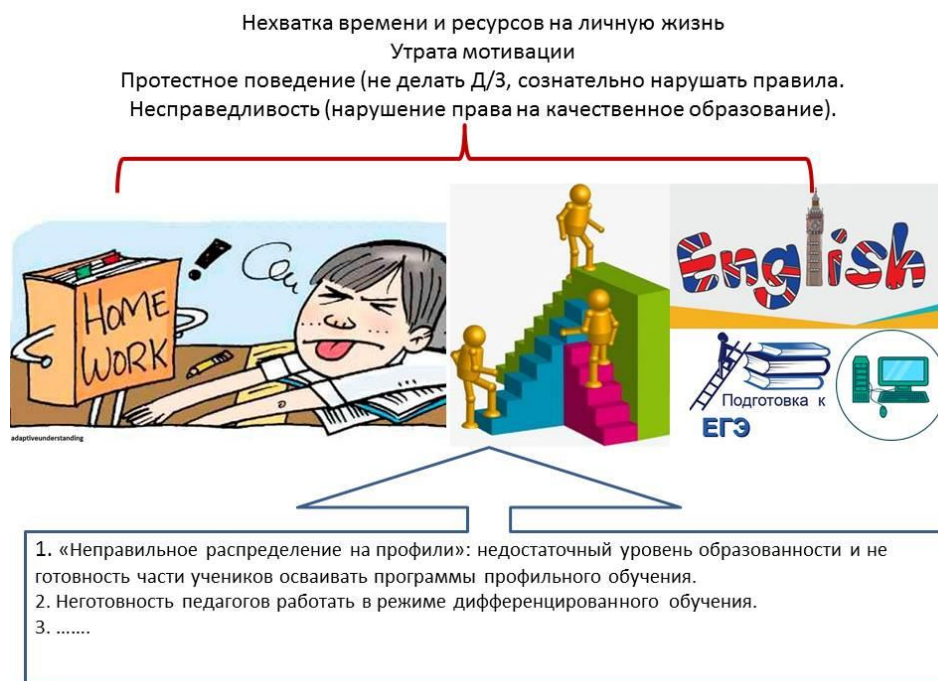 Нехватка времени и ресурсов на личную жизнь
Утрата мотивации
Протестное поведение (не делать Д/З, сознательно нарушать правила.
Несправедливость (нарушение права на качественное образование).
HOME
WORK
!
adaptiveunderstanding
English
Подготовка к
ЕГЭ
1. «Неправильное распределение на профили»: недостаточный уровень образованности и не
готовность части учеников осваивать программы профильного обучения.
2. Неготовность педагогов работать в режиме дифференцированного обучения.
3. …....